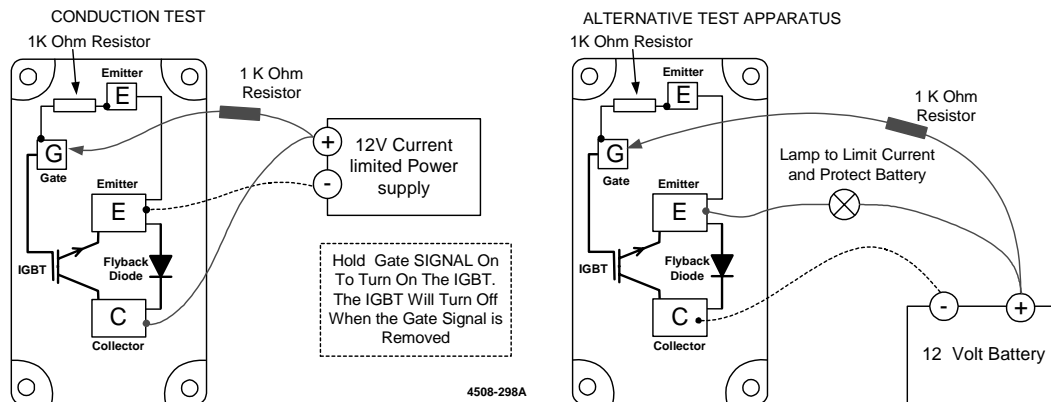 CONDUCTION TEST
1K Ohm Resistor
Emitter
E
1 K Ohm
Resistor
G
Gate
+
-
12V Current
limited Power
supply
Emitter
E
IGBT
Flyback
Diode
C
Collector
Hold Gate SIGNAL On
To Turn On The IGBT.
The IGBT Will Turn Off
When the Gate Signal is
Removed
4508-298A
ALTERNATIVE TEST APPARATUS
1K Ohm Resistor
Emitter
E
1 K Ohm
Resistor
G
Gate
Lamp to Limit Current
and Protect Battery
Emitter
E
IGBT
Flyback
Diode
C
Collector
-
+
12 Volt Battery